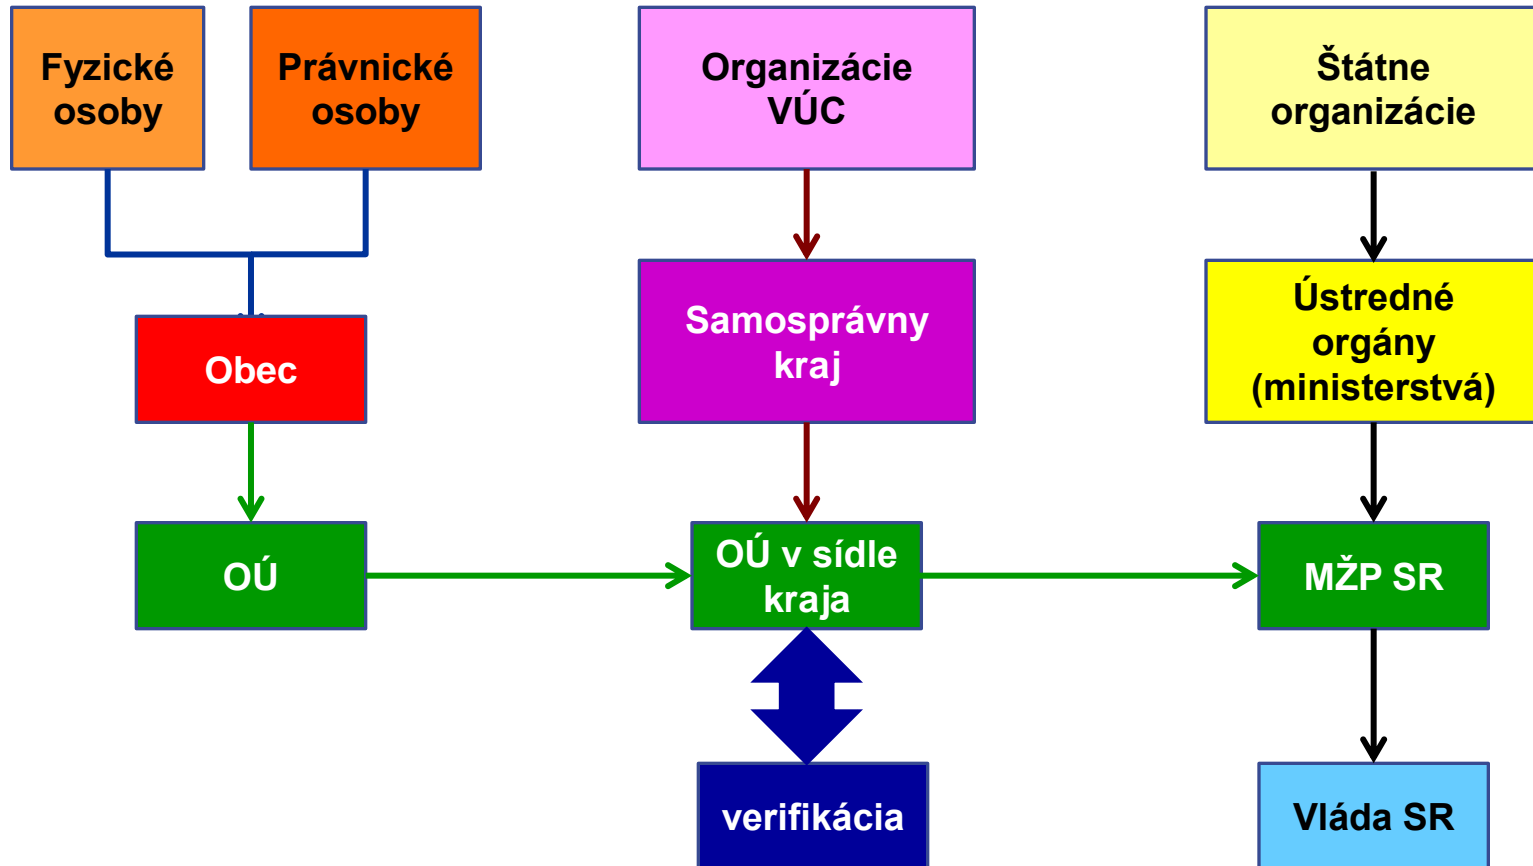 Fyzické
osoby
Právnické
osoby
Organizácie
VÚC
Štátne
organizácie
Obec
Samosprávny
kraj
Ústredné
orgány
(ministerstvá)
OÚ
OÚ v sídle
kraja
MŽP SR
verifikácia
Vláda SR